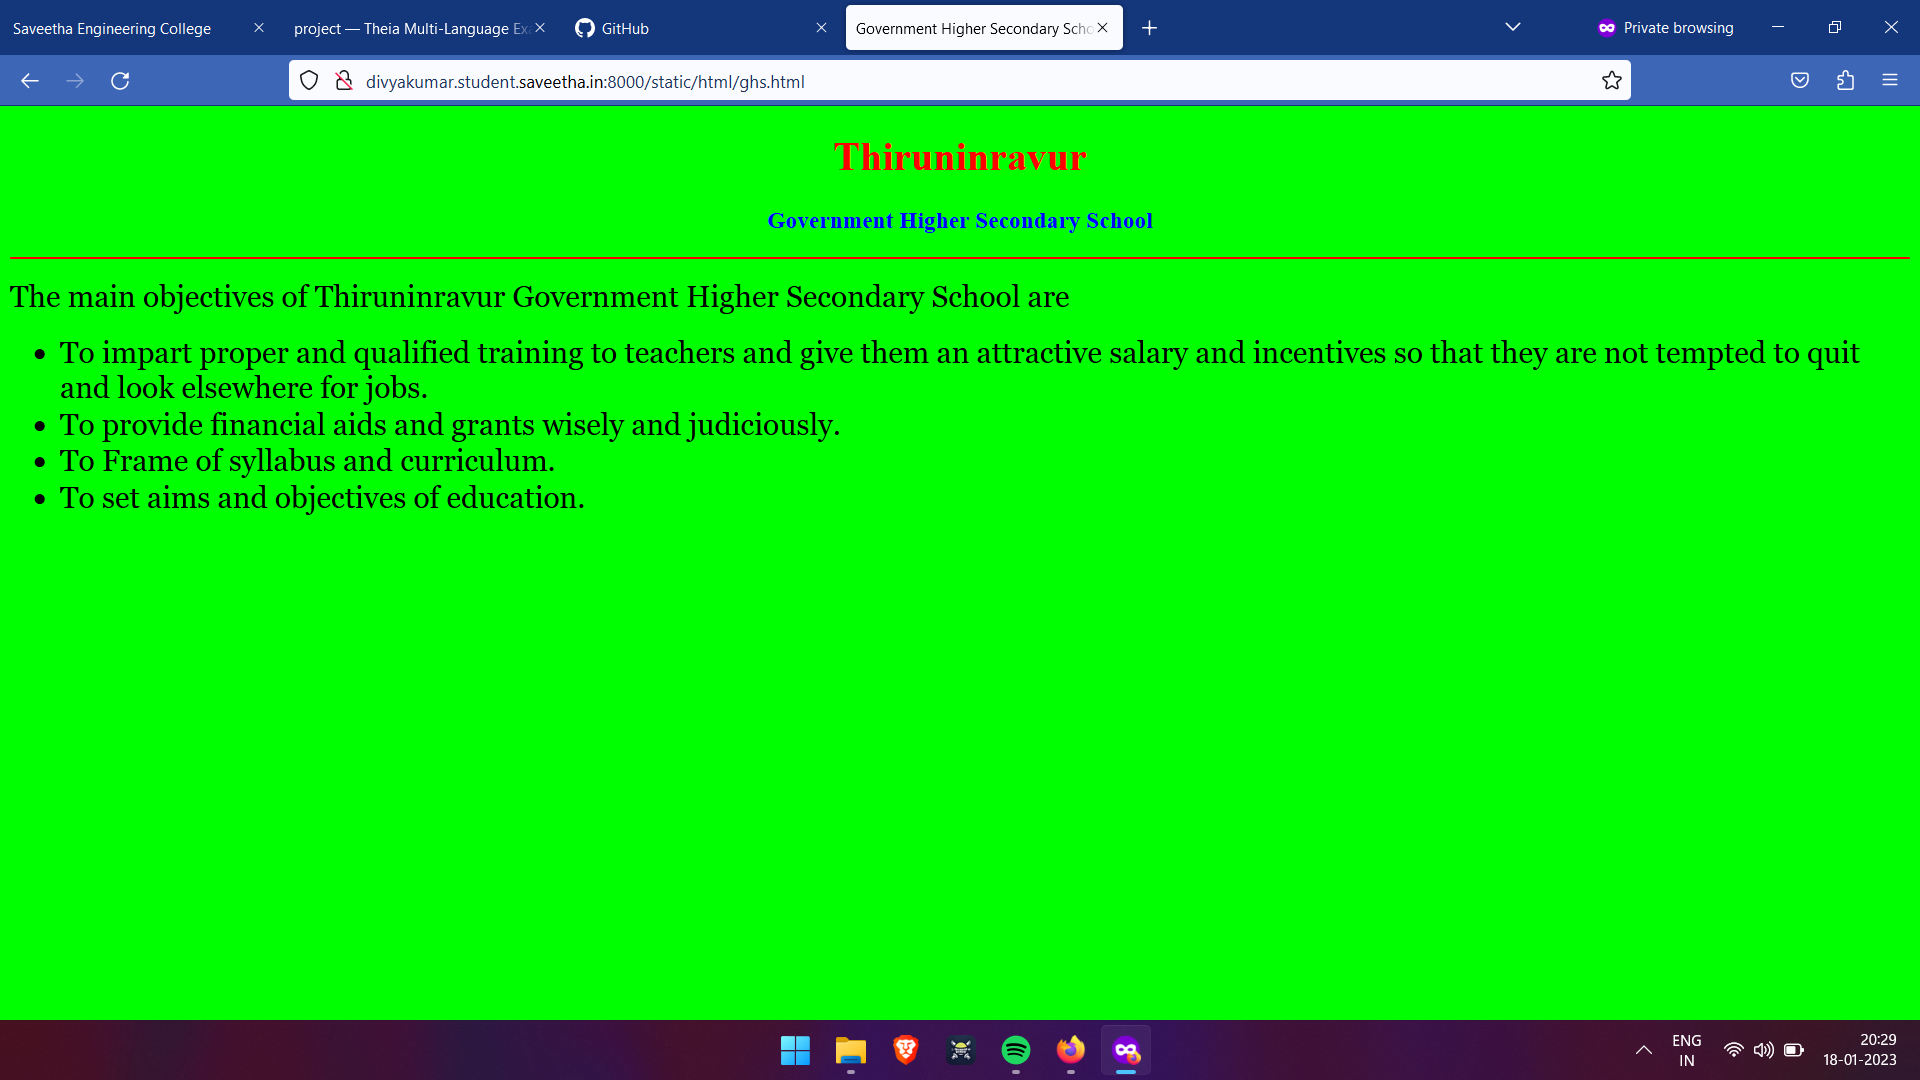 Saveetha Engineering College
project — Theia Multi-Language Ex
GitHub
Government Higher Secondary Scho
Private browsing
divyakumar.student.saveetha.in:8000/static/html/ghs.html
Thiruninravur
Government Higher Secondary School
The main objectives of Thiruninravur Government Higher Secondary School are
• To impart proper and qualified training to teachers and give them an attractive salary and incentives so that they are not tempted to quit
and look elsewhere for jobs.
• To provide financial aids and grants wisely and judiciously.
• To Frame of syllabus and curriculum.
• To set aims and objectives of education.
ENG
IN
20:29
18-01-2023